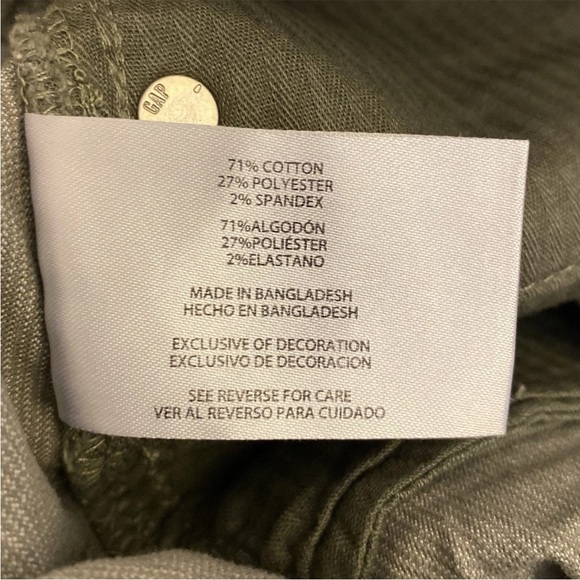 GAP
71% COTTON
27% POLYESTER
2% SPANDEX
71%ALGODÓN
27%POLIÉSTER
2%ELASTANO
MADE IN BANGLADESH
HECHO EN BANGLADESH
EXCLUSIVE OF DECORATION
EXCLUSIVO DE DECORACION
SEE REVERSE FOR CARE
VER AL REVERSO PARA CUIDADO